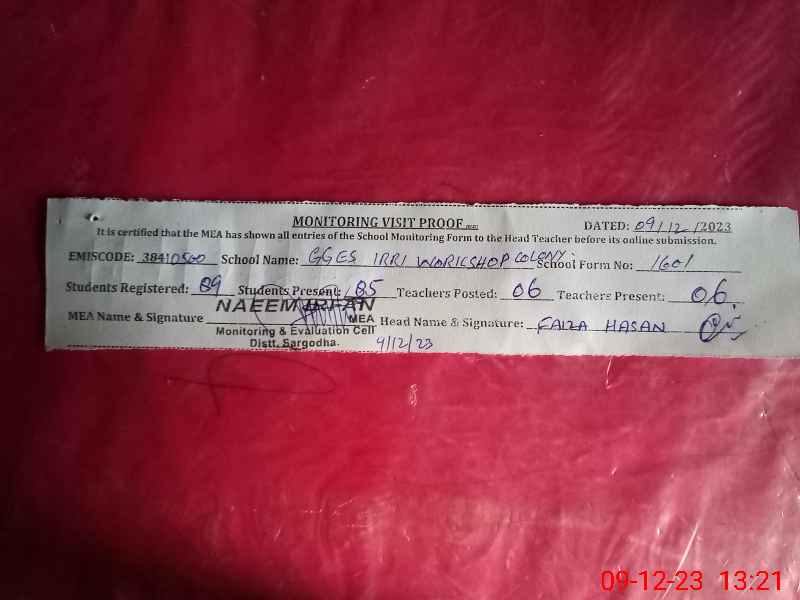 MONITORING VISIT PROOF DATED: 09/12/2023
It is certified that the MEA has shown all entries of the School Monitoring Form to the Head Teacher before its online submission.
EMISCODE: 38410560 School Name: GGES IRRI WORKSHOP COLONY. School Form No: 1601
Students Registered: 89 Students Present: 85 Teachers Posted: 06 Teachers Present: 06.
NAEEM IRFAN
MEA Name & Signature MEA Head Name & Signature: FAIZA HASAN
Monitoring & Evaluation Cell
Distt. Sargodha. 9/12/23
09-12-23 13:21